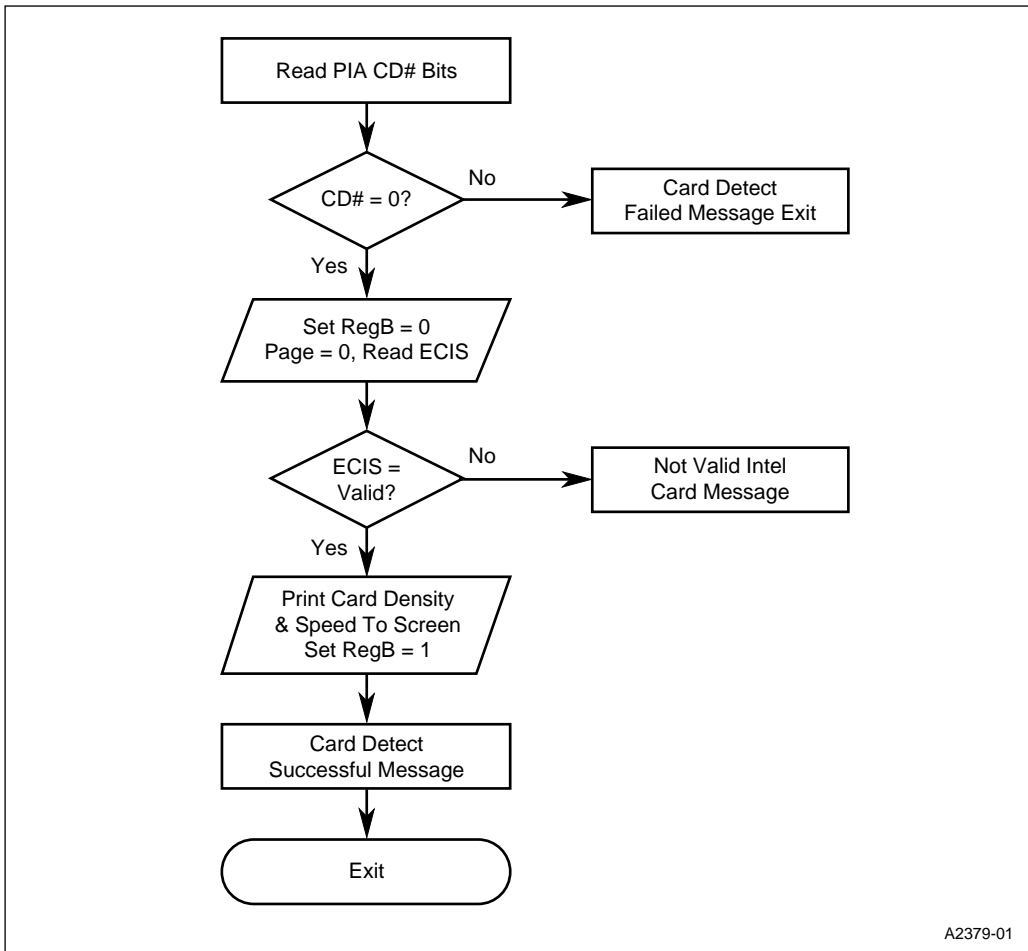 Read PIA CD# Bits
CD# = 0?
No
Card Detect
Failed Message Exit
Yes
Set RegB = 0
Page = 0, Read ECIS
ECIS =
Valid?
No
Not Valid Intel
Card Message
Yes
Print Card Density
& Speed To Screen
Set RegB = 1
Card Detect
Successful Message
Exit
A2379-01